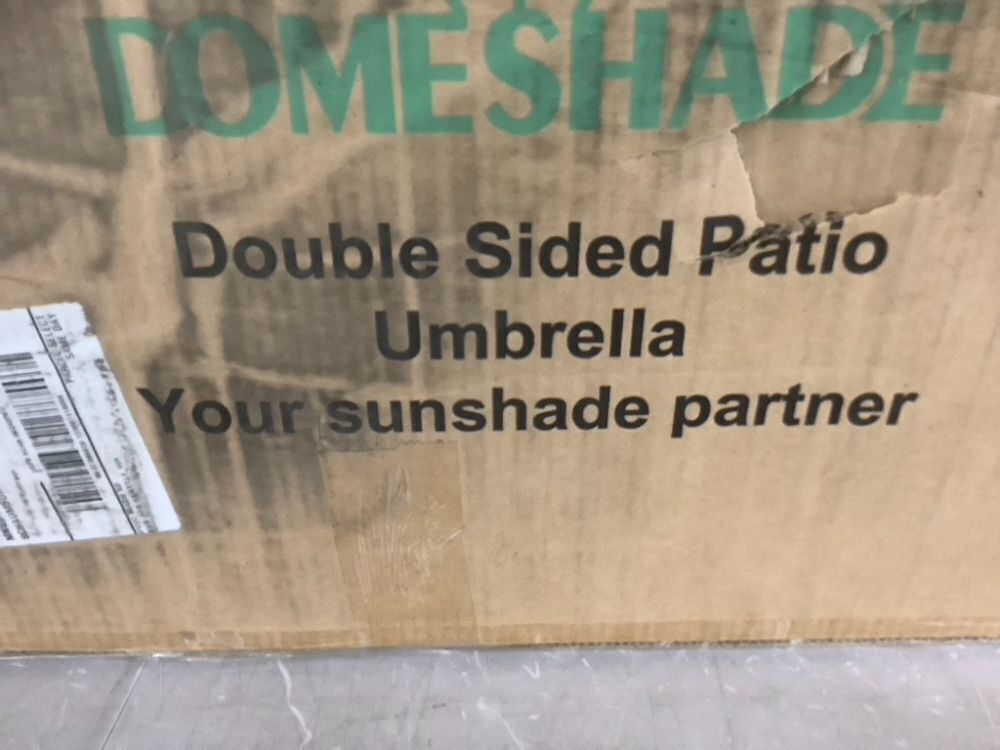 DOMESHADE
Double Sided Patio
Umbrella
Your sunshade partner